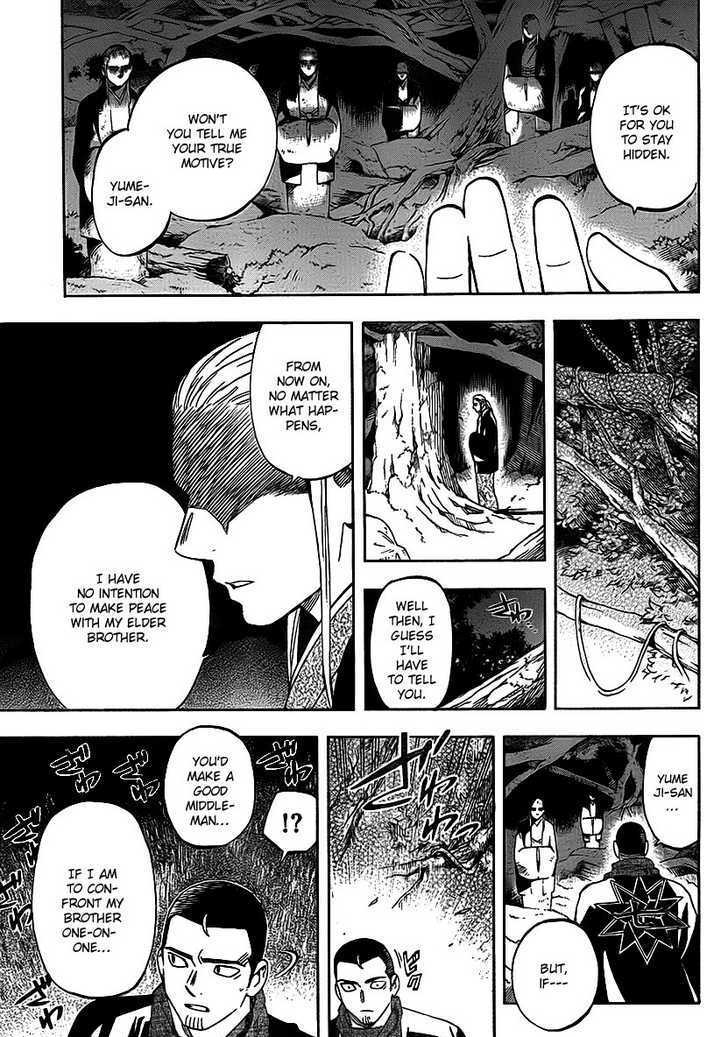 IT'S OK
FOR YOU
TO STAY
HIDDEN.
WON'T
YOU TELL ME
YOUR TRUE
MOTIVE?
YUME-
JI-SAN.
FROM
NOW ON,
NO MATTER
WHAT HAP-
PENS,
I HAVE
NO INTENTION
TO MAKE PEACE
WITH MY ELDER
BROTHER.
WELL
THEN, I
GUESS
I'LL
HAVE
TO TELL
YOU.
YUME
JI-SAN
...
BUT,
IF---
!?
YOU'D
MAKE A
GOOD
MIDDLE-
MAN...
IF I AM
TO CON-
FRONT MY
BROTHER
ONE-ON-
ONE...